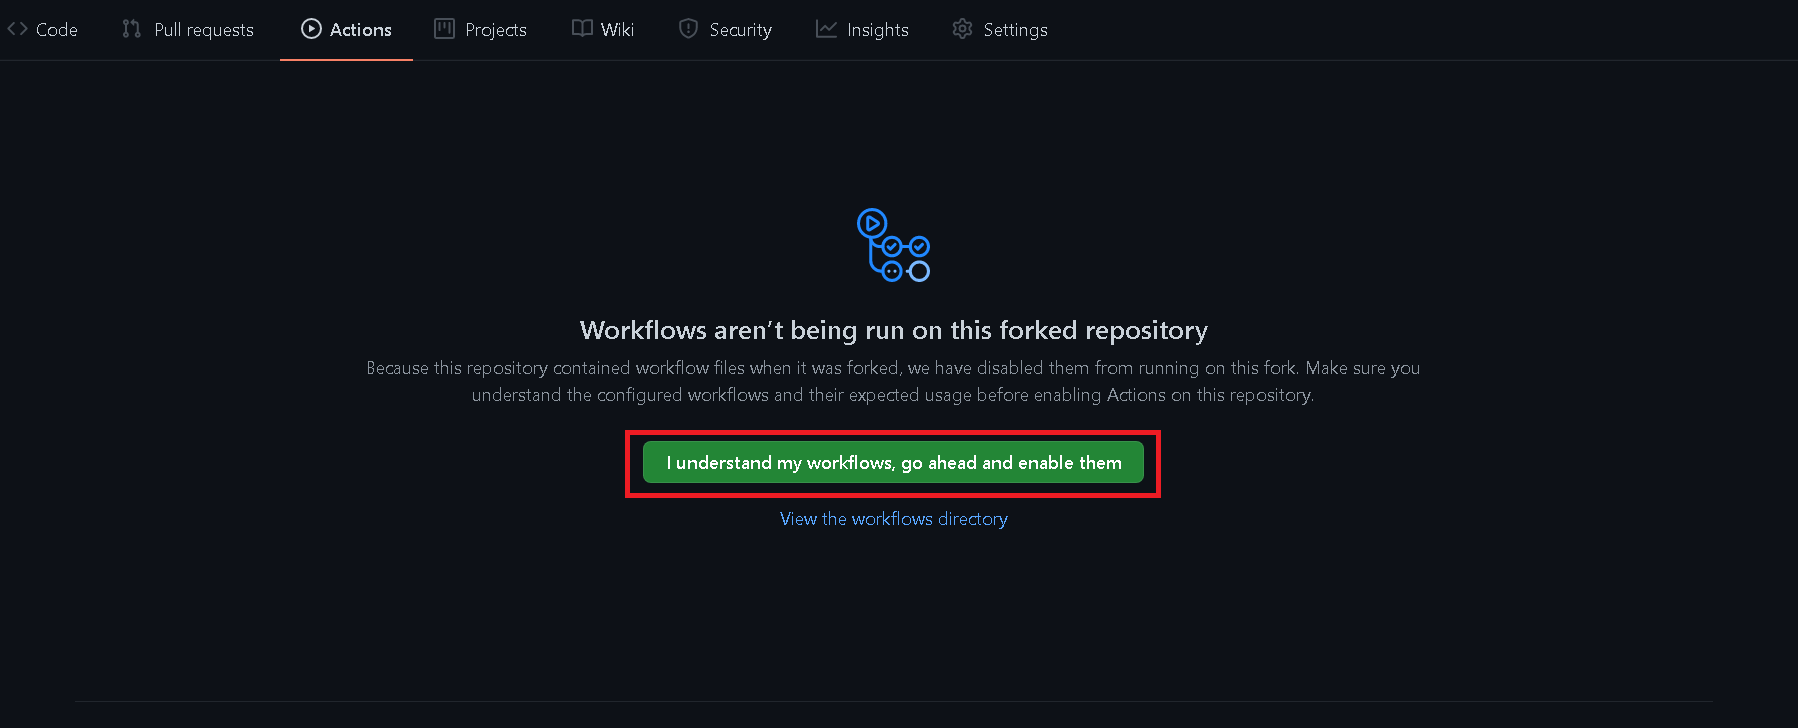 Code Pull requests Actions Projects Wiki Security Insights Settings
Workflows aren't being run on this forked repository
Because this repository contained workflow files when it was forked, we have disabled them from running on this fork. Make sure you
understand the configured workflows and their expected usage before enabling Actions on this repository.
I understand my workflows, go ahead and enable them
View the workflows directory